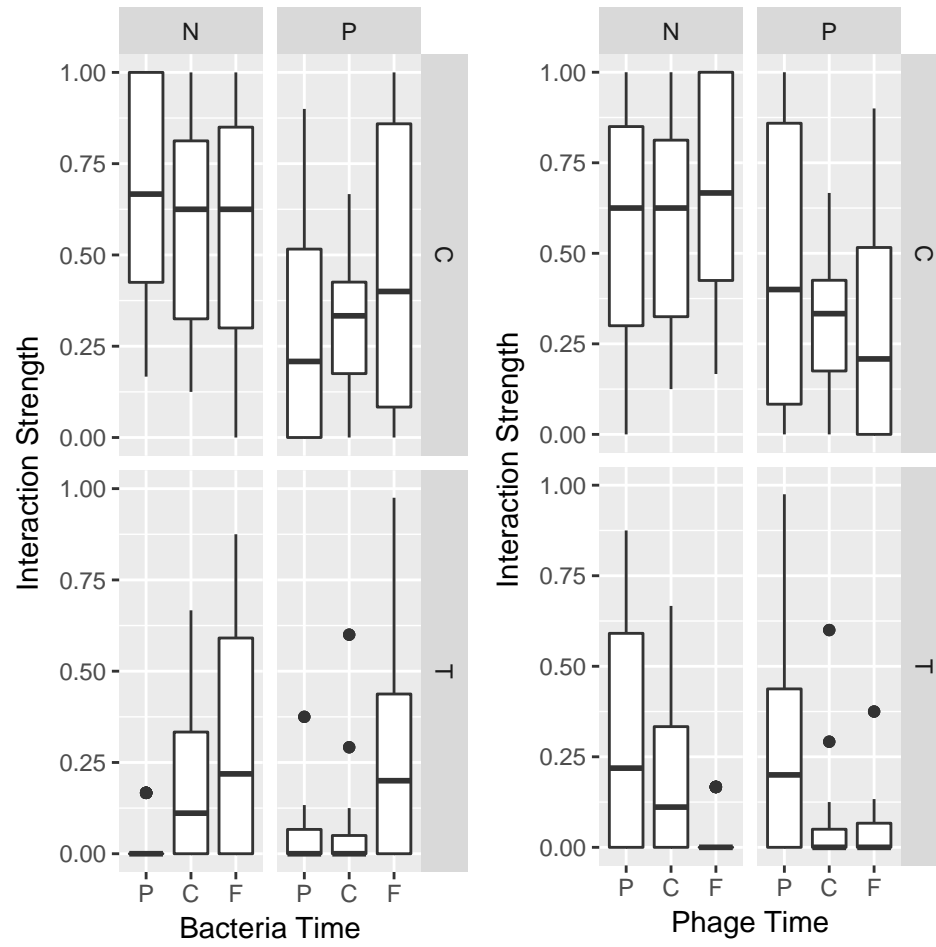 N P
C
1.00
0.75
0.50
0.25
0.00
T
1.00
0.75
0.50
0.25
0.00
P C F P C F
Bacteria Time
Interaction Strength
N P
C
1.00
0.75
0.50
0.25
0.00
T
1.00
0.75
0.50
0.25
0.00
P C F P C F
Phage Time
Interaction Strength